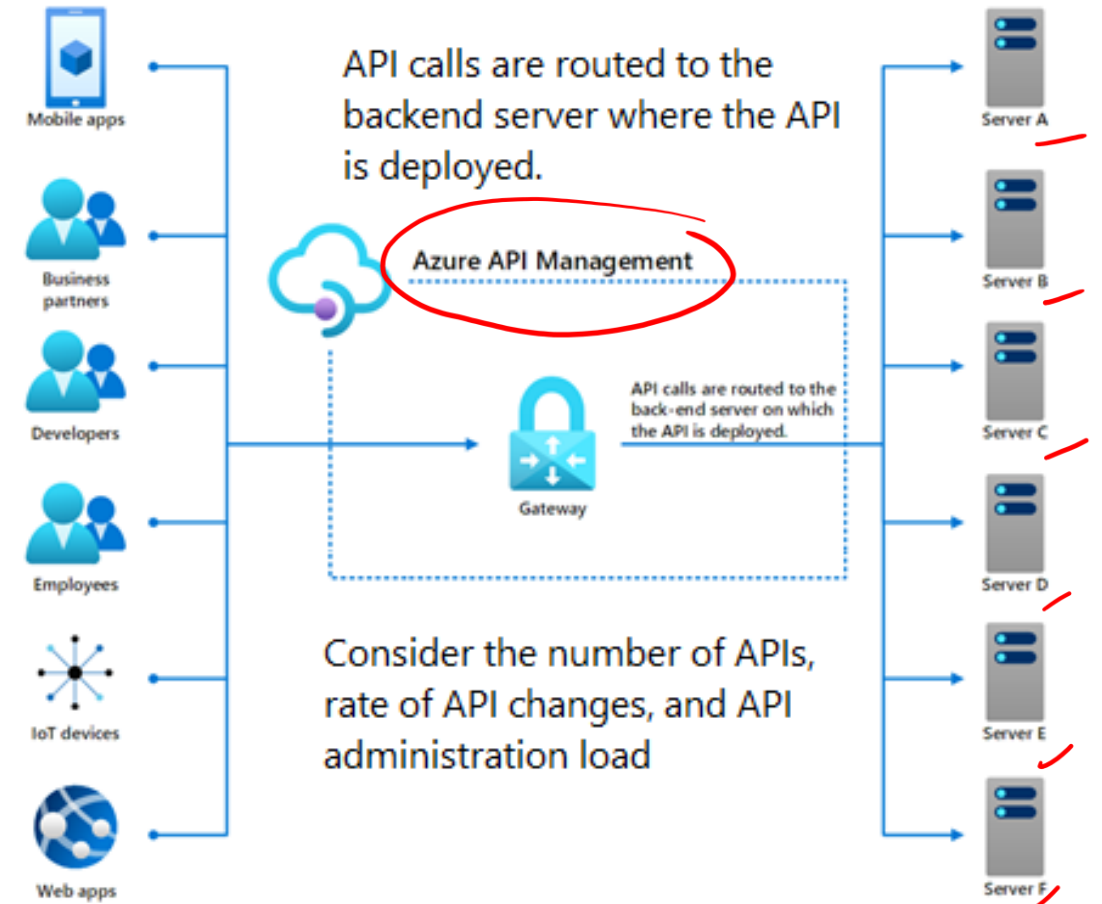 API calls are routed to the
backend server where the API
is deployed.
Mobile apps
Server A
Azure API Management
Business
partners
Server B
API calls are routed to the
back-end server on which
the API is deployed.
Developers
Server C
Gateway
Employees
Server D
Consider the number of APIs,
rate of API changes, and API
administration load
IoT devices
Server E
Web apps
Server F